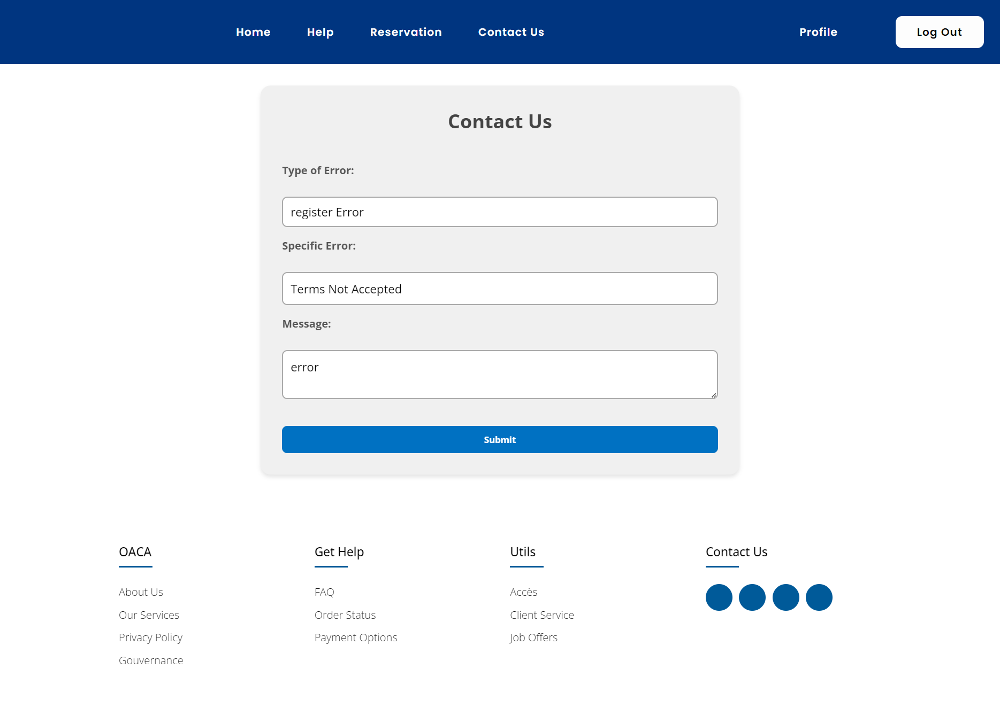 Home Help Reservation Contact Us Profile Log Out
Contact Us
Type of Error:
register Error
Specific Error:
Terms Not Accepted
Message:
error
Submit
OACA
About Us
Our Services
Privacy Policy
Gouvernance
Get Help
FAQ
Order Status
Payment Options
Utils
Accès
Client Service
Job Offers
Contact Us